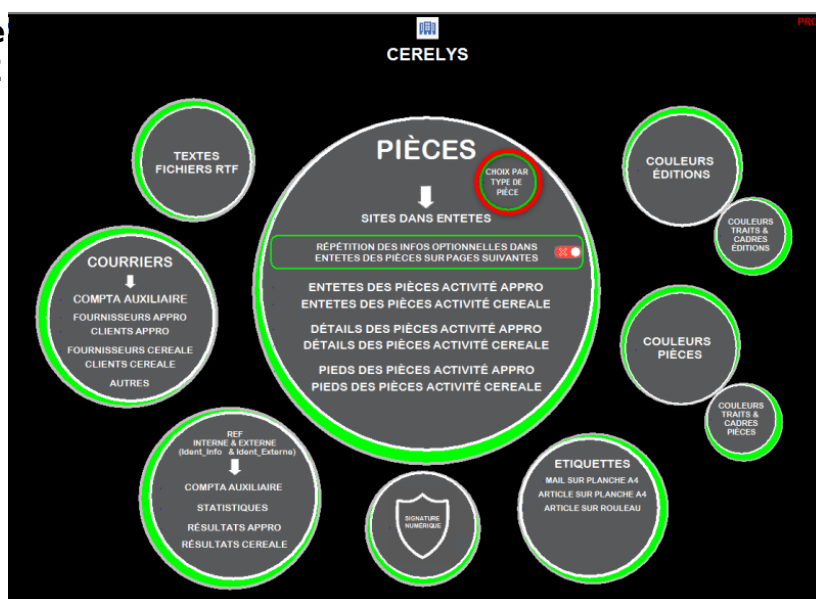 PRO
CERELYS
TEXTES
FICHIERS RTF
PIÈCES
CHOIX PAR
TYPE DE
PIÈCE
SITES DANS ENTETES
RÉPÉTITION DES INFOS OPTIONNELLES DANS
ENTETES DES PIÈCES SUR PAGES SUIVANTES
ENTETES DES PIÈCES ACTIVITÉ APPRO
ENTETES DES PIÈCES ACTIVITÉ CEREALE
DÉTAILS DES PIÈCES ACTIVITÉ APPRO
DÉTAILS DES PIÈCES ACTIVITÉ CEREALE
PIEDS DES PIÈCES ACTIVITÉ APPRO
PIEDS DES PIÈCES ACTIVITÉ CEREALE
COULEURS
ÉDITIONS
COULEURS
TRAITS &
CADRES
ÉDITIONS
COURRIERS
COMPTA AUXILIAIRE
FOURNISSEURS APPRO
CLIENTS APPRO
FOURNISSEURS CEREALE
CLIENTS CEREALE
AUTRES
COULEURS
PIÈCES
COULEURS
TRAITS &
CADRES
PIÈCES
REF
INTERNE & EXTERNE
(Ident_Info & Ident_Externe)
COMPTA AUXILIAIRE
STATISTIQUES
RÉSULTATS APPRO
RÉSULTATS CEREALE
SIGNATURE
NUMÉRIQUE
ETIQUETTES
MAIL SUR PLANCHE A4
ARTICLE SUR PLANCHE A4
ARTICLE SUR ROULEAU